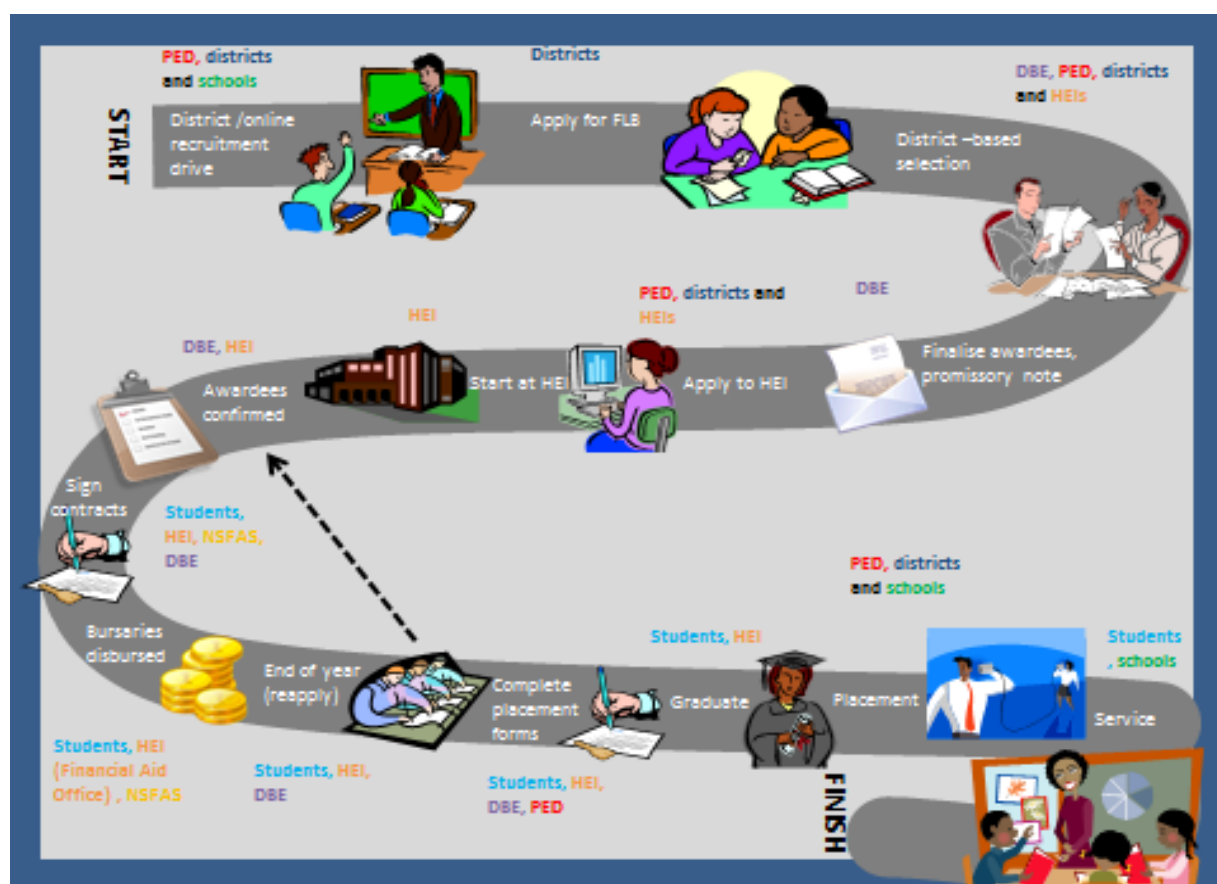 PED, districts
and schools
Districts
DBE, PED, districts
and HEIs
START
District /online
recruitment
drive
Apply for FLB
District –based
selection
DBE
PED, districts and
HEIs
HEI
DBE, HEI
Finalise awardees,
promissory note
Apply to HEI
Start at HEI
Awardees
confirmed
Sign
contracts
Students,
HEI, NSFAS,
DBE
PED, districts
and schools
Bursaries
disbursed
End of year
(reapply)
Complete
placement
forms
Students, HEI
Graduate
Placement
Students
, schools
Service
Students, HEI
(Financial Aid
Office) , NSFAS
Students, HEI,
DBE
Students, HEI,
DBE, PED
FINISH